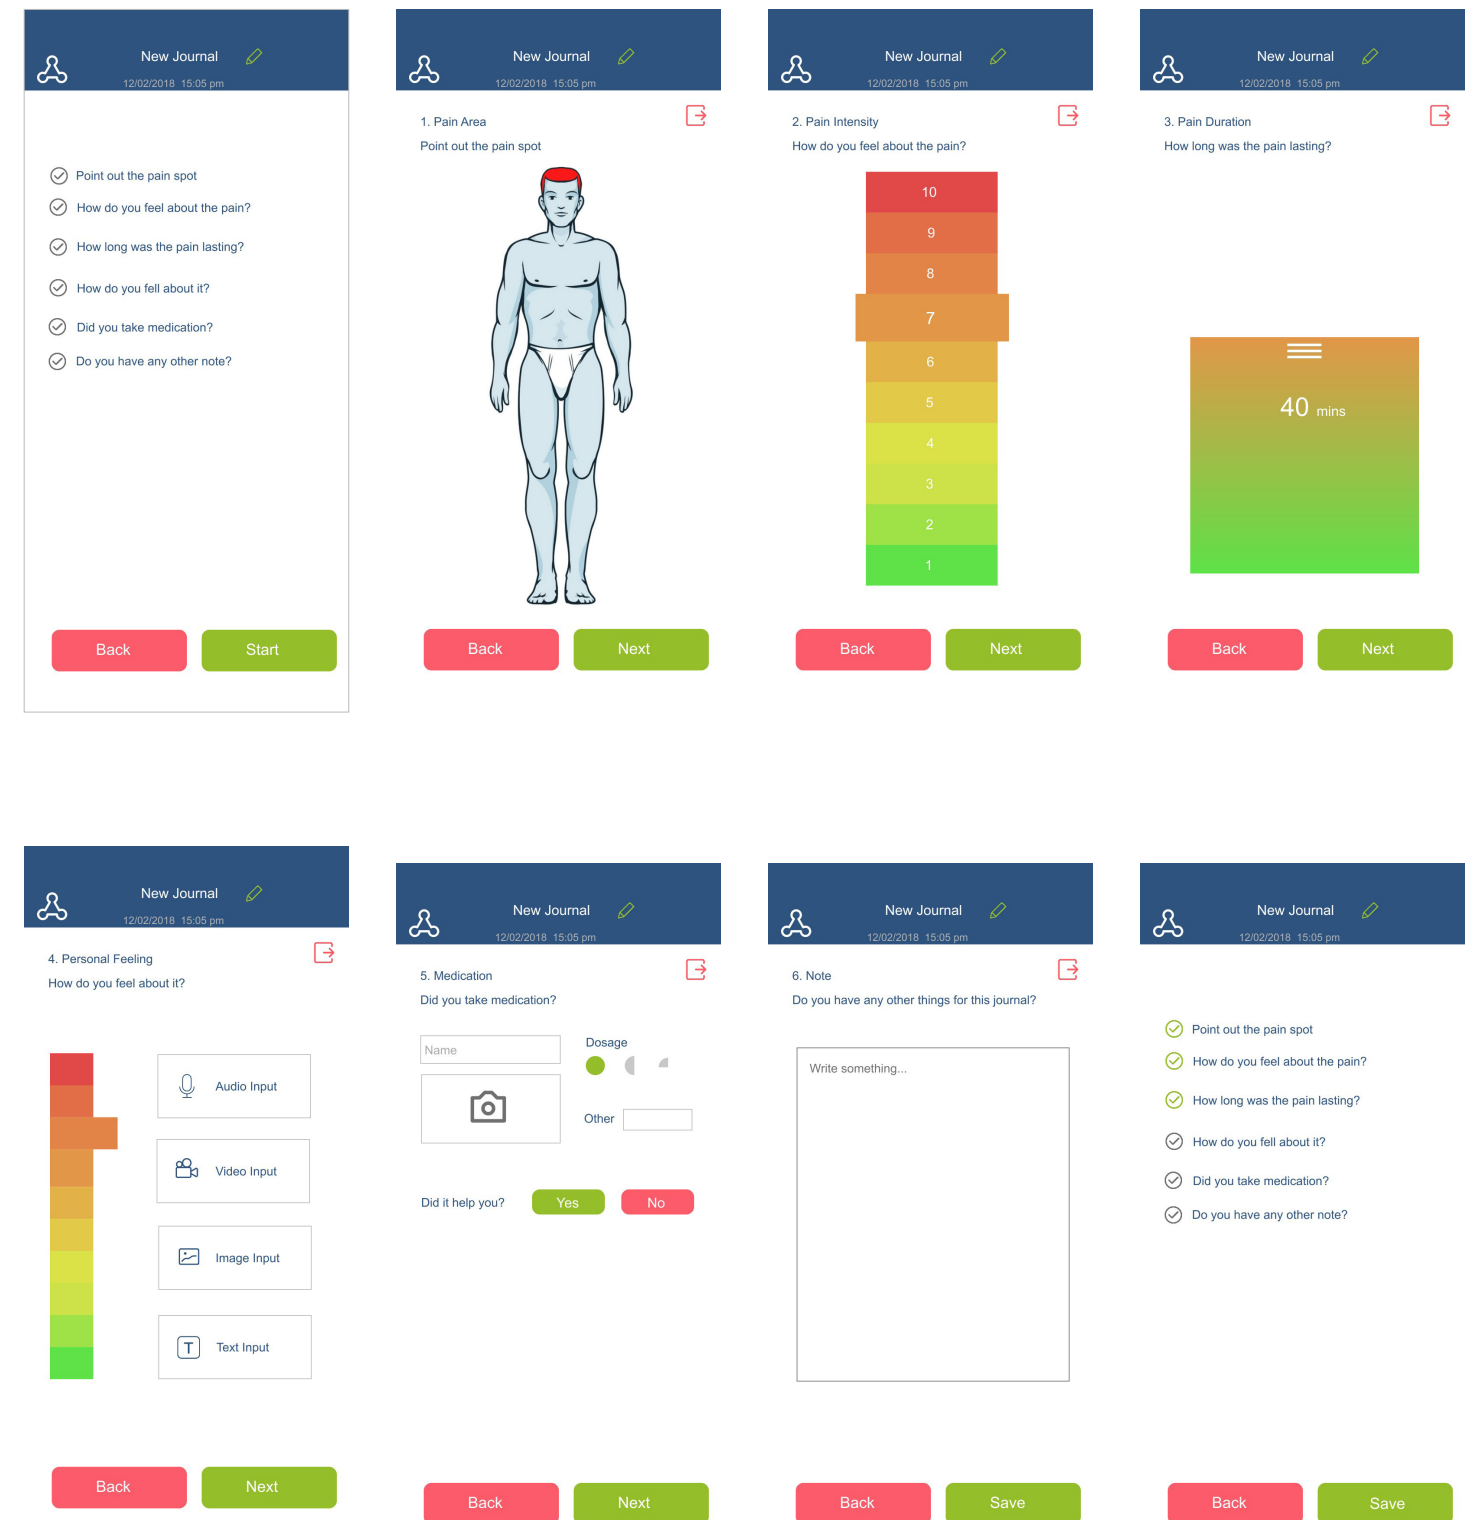 New Journal
12/02/2018 15:05 pm
Point out the pain spot
How do you feel about the pain?
How long was the pain lasting?
How do you fell about it?
Did you take medication?
Do you have any other note?
Back
Start
New Journal
12/02/2018 15:05 pm
1. Pain Area
Point out the pain spot
Back
Next
New Journal
12/02/2018 15:05 pm
2. Pain Intensity
How do you feel about the pain?
10
9
8
7
6
5
4
3
2
1
Back
Next
New Journal
12/02/2018 15:05 pm
3. Pain Duration
How long was the pain lasting?
40 mins
Back
Next
New Journal
12/02/2018 15:05 pm
4. Personal Feeling
How do you feel about it?
Audio Input
Video Input
Image Input
T Text Input
Back
Next
New Journal
12/02/2018 15:05 pm
5. Medication
Did you take medication?
Name
Dosage
Other
Did it help you?
Yes
No
Back
Next
New Journal
12/02/2018 15:05 pm
6. Note
Do you have any other things for this journal?
Write something...
Back
Save
New Journal
12/02/2018 15:05 pm
Point out the pain spot
How do you feel about the pain?
How long was the pain lasting?
How do you fell about it?
Did you take medication?
Do you have any other note?
Back
Save